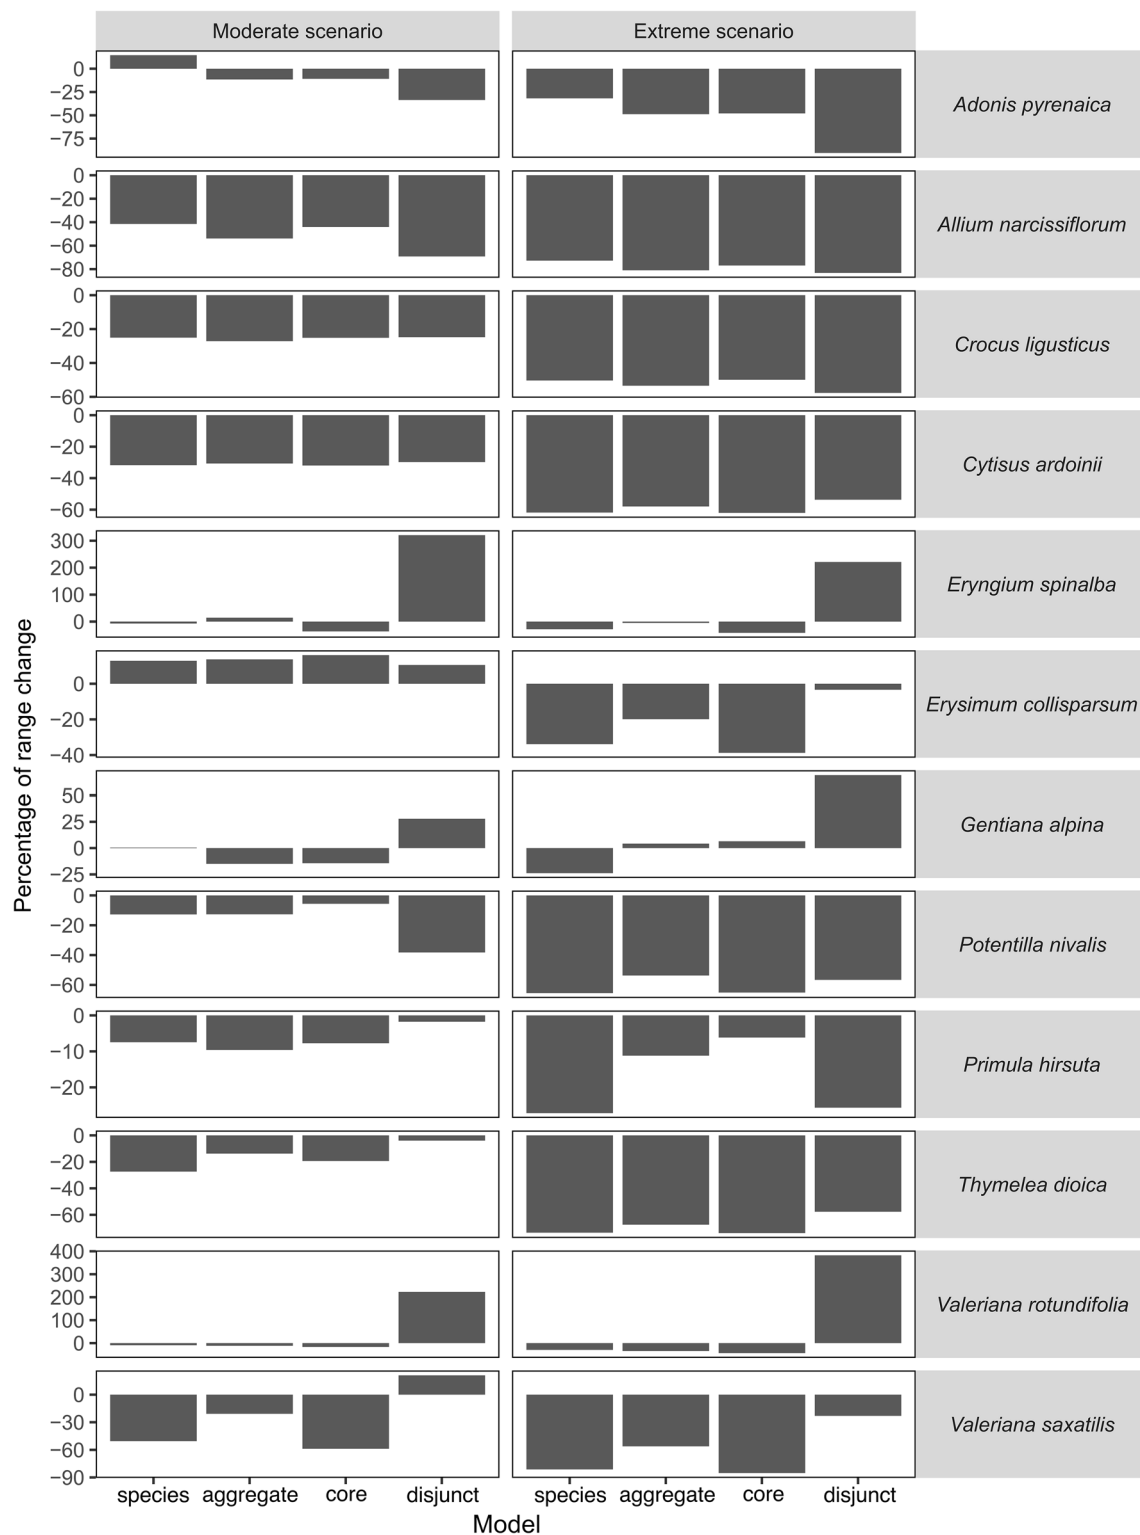 Moderate scenario
Extreme scenario
0
−25
−50
−75
Adonis pyrenaica
0
−20
−40
−60
−80
Allium narcissiflorum
0
−20
−40
−60
Crocus ligusticus
0
−20
−40
−60
Cytisus ardoinii
300
200
100
0
Eryngium spinalba
0
−20
−40
Erysimum collisparsum
50
25
0
−25
Gentiana alpina
0
−20
−40
−60
Potentilla nivalis
0
−10
−20
Primula hirsuta
0
−20
−40
−60
Thymelea dioica
400
300
200
100
0
Valeriana rotundifolia
0
−30
−60
−90
Valeriana saxatilis
Percentage of range change
species aggregate core disjunct
species aggregate core disjunct
Model